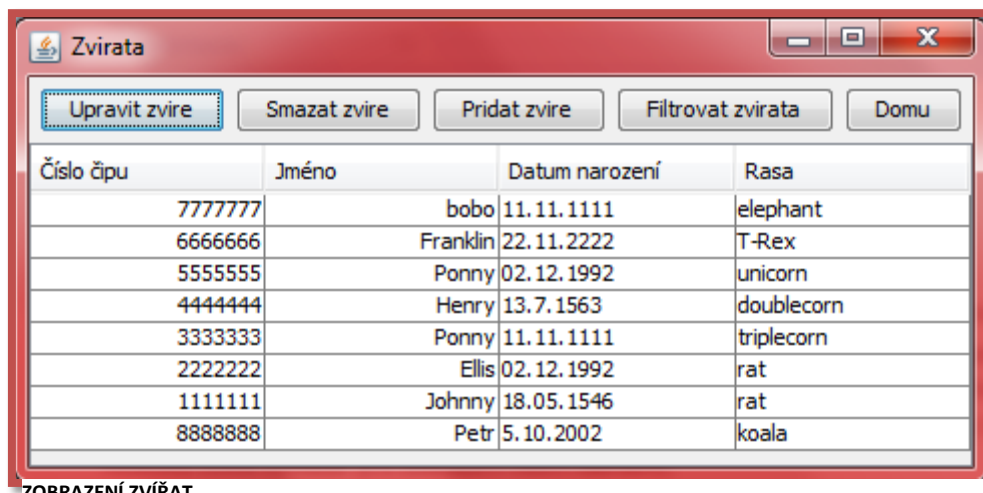 Zvirata
Upravit zvire Smazat zvire Pridat zvire Filtrovat zvirata Domu
Číslo čipu Jméno Datum narození Rasa
7777777 bobo 11.11.1111 elephant
6666666 Franklin 22.11.2222 T-Rex
5555555 Ponny 02.12.1992 unicorn
4444444 Henry 13.7.1563 doublecorn
3333333 Ponny 11.11.1111 triplecorn
2222222 Ellis 02.12.1992 rat
1111111 Johnny 18.05.1546 rat
8888888 Petr 5.10.2002 koala
ZOBRAZENÍ ZVÍŘAT